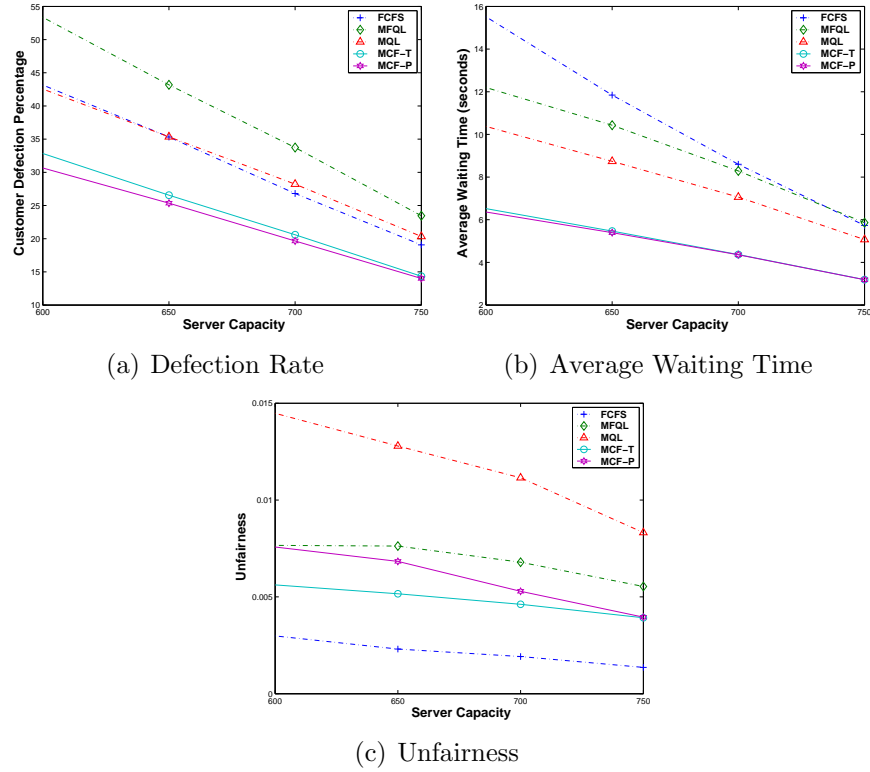 55
50
45
40
35
30
25
20
15
10
Customer Defection Percentage
FCFS
MFQL
MQL
MCF-T
MCF-P
600 650 700 750
Server Capacity
(a) Defection Rate
16
14
12
10
8
6
4
2
Average Waiting Time (seconds)
FCFS
MFQL
MQL
MCF-T
MCF-P
600 650 700 750
Server Capacity
(b) Average Waiting Time
0.015
0.01
0.005
0
Unfairness
FCFS
MFQL
MQL
MCF-T
MCF-P
600 650 700 750
Server Capacity
(c) Unfairness